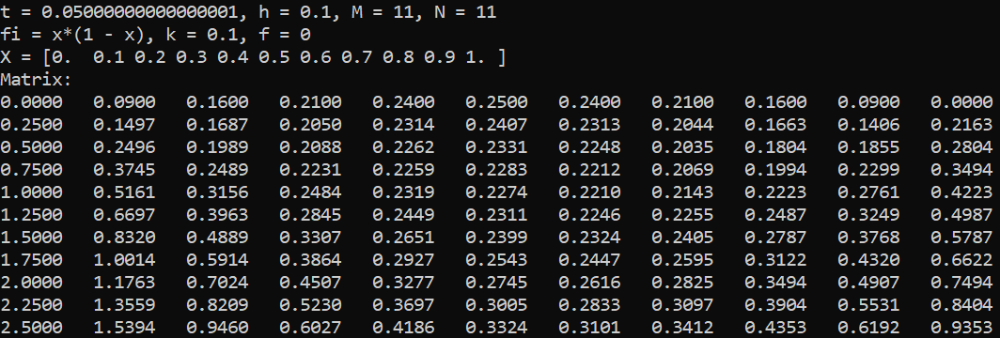 t = 0.05000000000000001, h = 0.1, M = 11, N = 11
fi = x*(1 - x), k = 0.1, f = 0
X = [0.  0.1 0.2 0.3 0.4 0.5 0.6 0.7 0.8 0.9 1. ]
Matrix:
0.0000   0.0900   0.1600   0.2100   0.2400   0.2500   0.2400   0.2100   0.1600   0.0900   0.0000
0.2500   0.1497   0.1687   0.2050   0.2314   0.2407   0.2313   0.2044   0.1663   0.1406   0.2163
0.5000   0.2496   0.1989   0.2088   0.2262   0.2331   0.2248   0.2035   0.1804   0.1855   0.2804
0.7500   0.3745   0.2489   0.2231   0.2259   0.2283   0.2212   0.2069   0.1994   0.2299   0.3494
1.0000   0.5161   0.3156   0.2484   0.2319   0.2274   0.2210   0.2143   0.2223   0.2761   0.4223
1.2500   0.6697   0.3963   0.2845   0.2449   0.2311   0.2246   0.2255   0.2487   0.3249   0.4987
1.5000   0.8320   0.4889   0.3307   0.2651   0.2399   0.2324   0.2405   0.2787   0.3768   0.5787
1.7500   1.0014   0.5914   0.3864   0.2927   0.2543   0.2447   0.2595   0.3122   0.4320   0.6622
2.0000   1.1763   0.7024   0.4507   0.3277   0.2745   0.2616   0.2825   0.3494   0.4907   0.7494
2.2500   1.3559   0.8209   0.5230   0.3697   0.3005   0.2833   0.3097   0.3904   0.5531   0.8404
2.5000   1.5394   0.9460   0.6027   0.4186   0.3324   0.3101   0.3412   0.4353   0.6192   0.9353